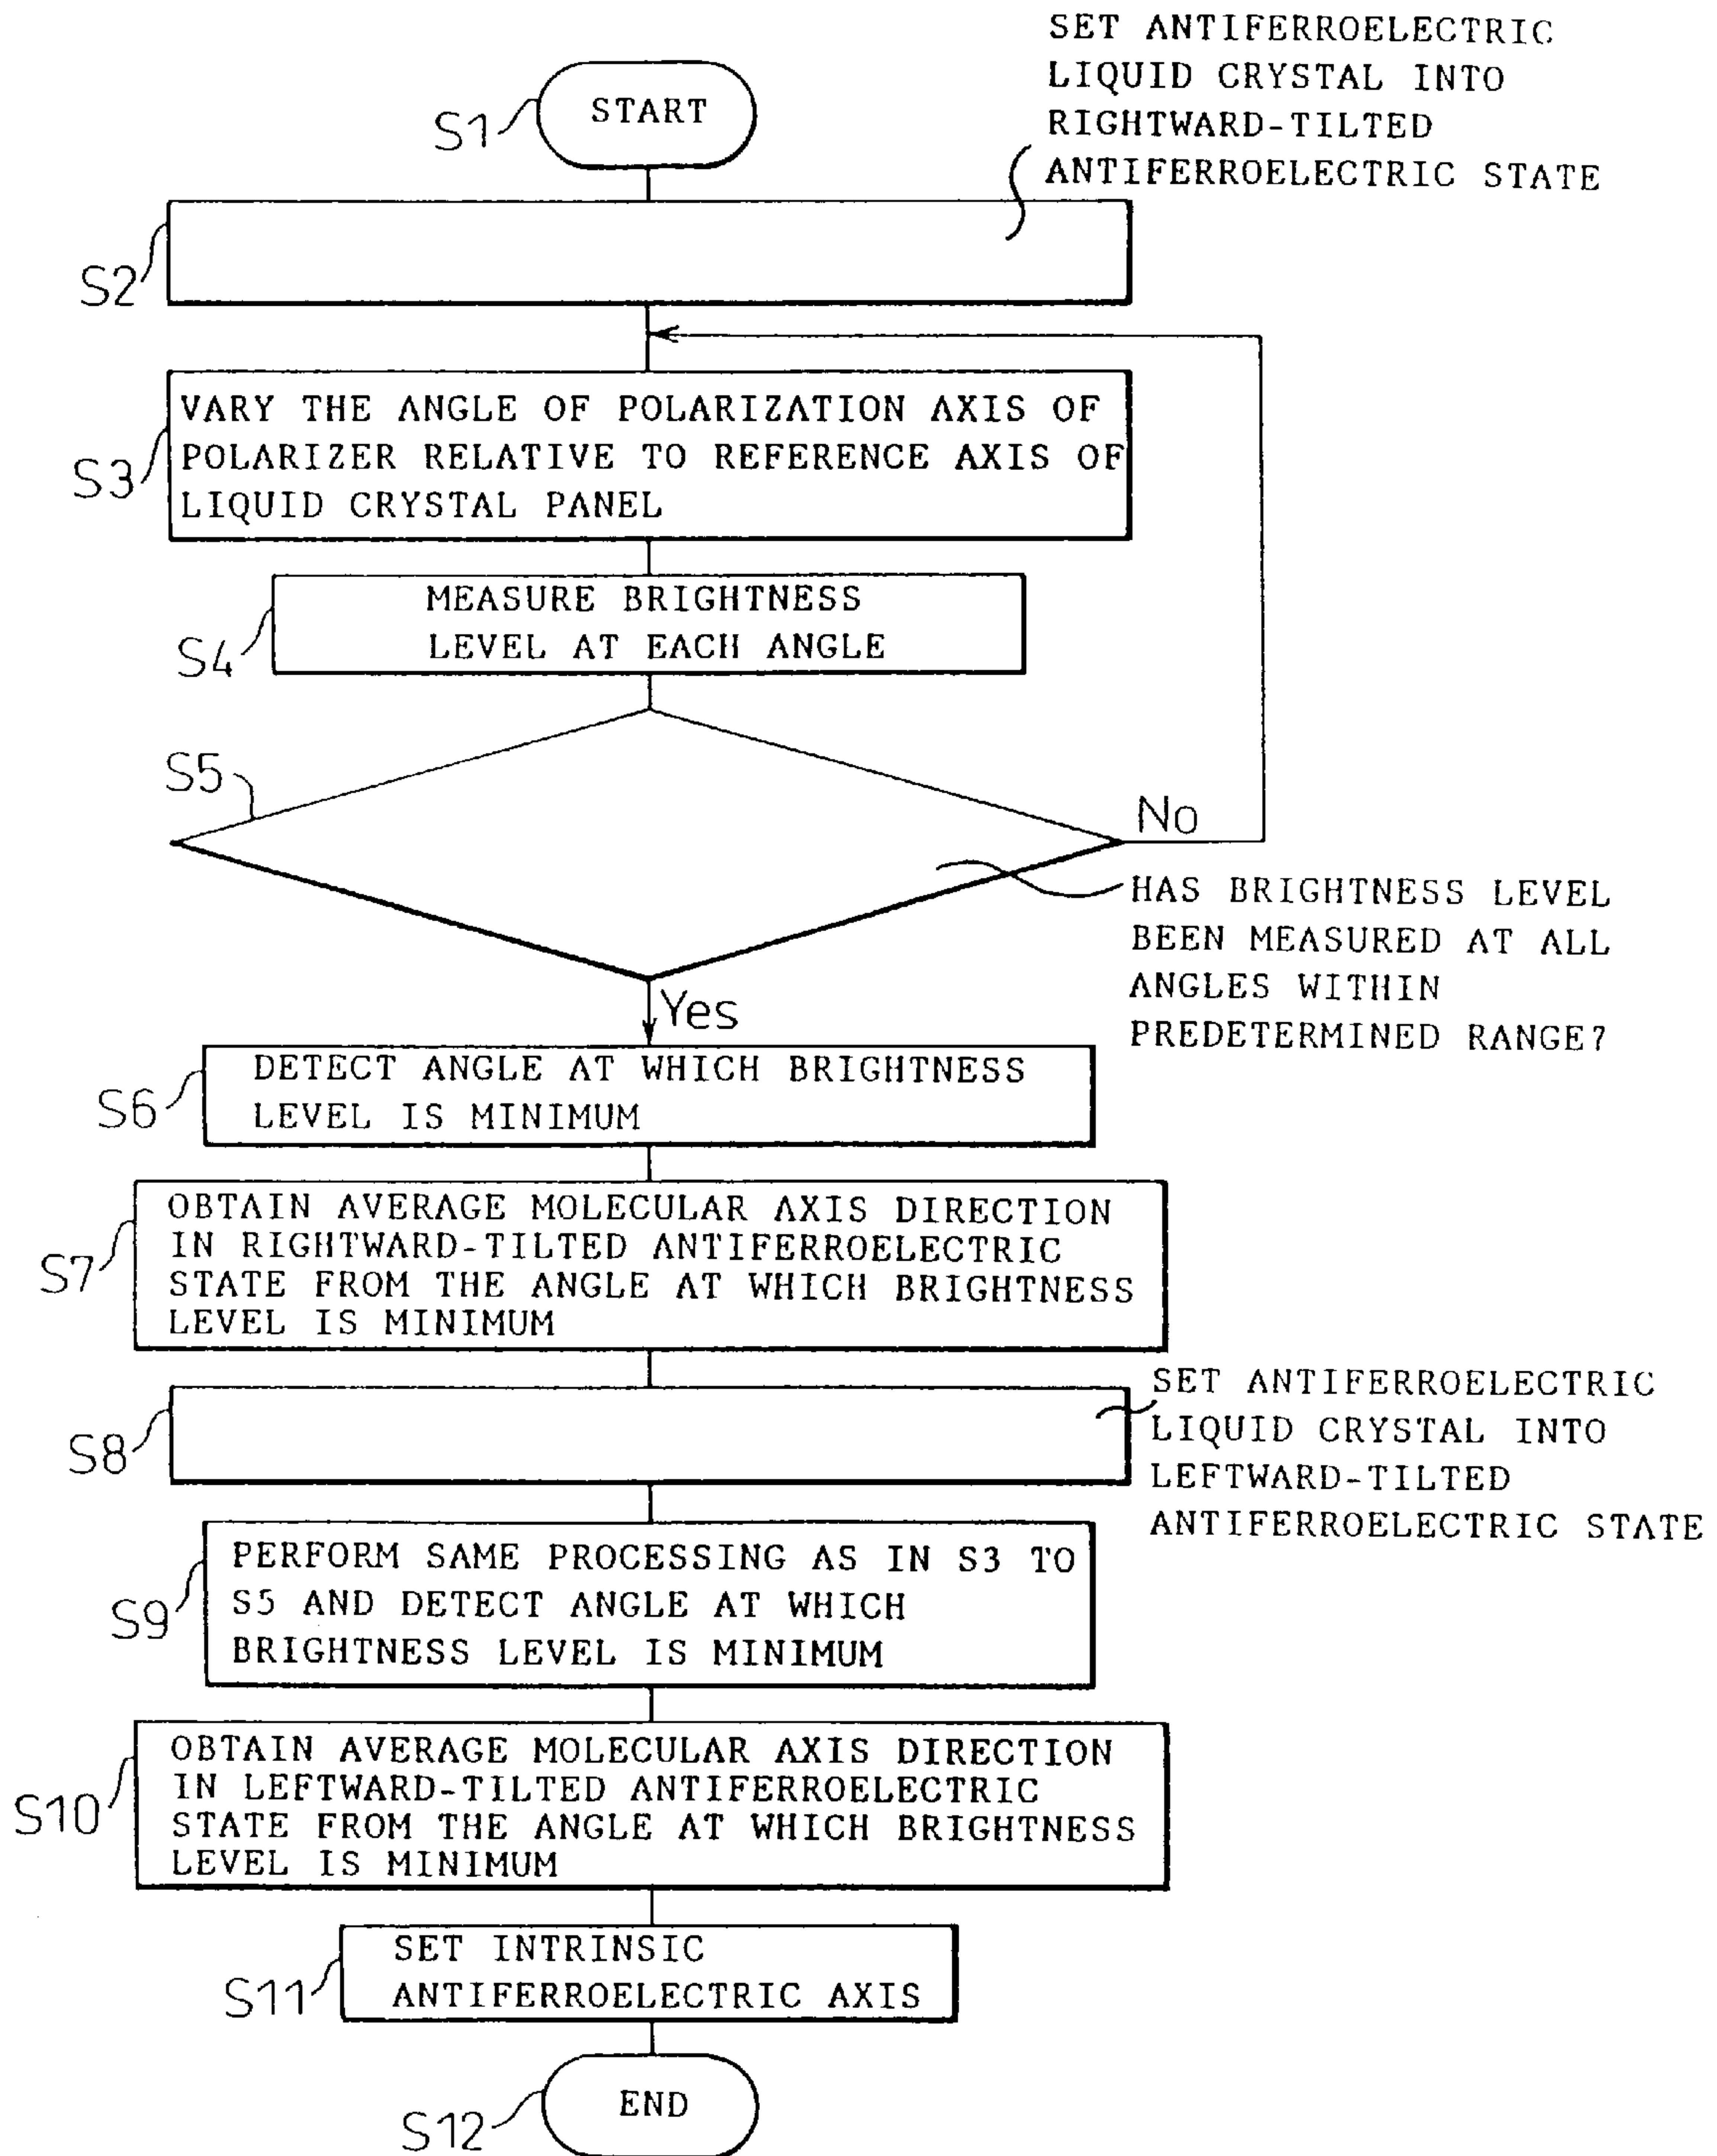 SET ANTIFERROELECTRIC
LIQUID CRYSTAL INTO
RIGHTWARD-TILTED
ANTIFERROELECTRIC STATE
S1
START
S2
S3
VARY THE ANGLE OF POLARIZATION AXIS OF
POLARIZER RELATIVE TO REFERENCE AXIS OF
LIQUID CRYSTAL PANEL
S4
MEASURE BRIGHTNESS
LEVEL AT EACH ANGLE
S5
No
HAS BRIGHTNESS LEVEL
BEEN MEASURED AT ALL
ANGLES WITHIN
PREDETERMINED RANGE?
Yes
S6
DETECT ANGLE AT WHICH BRIGHTNESS
LEVEL IS MINIMUM
S7
OBTAIN AVERAGE MOLECULAR AXIS DIRECTION
IN RIGHTWARD-TILTED ANTIFERROELECTRIC
STATE FROM THE ANGLE AT WHICH BRIGHTNESS
LEVEL IS MINIMUM
S8
SET ANTIFERROELECTRIC
LIQUID CRYSTAL INTO
LEFTWARD-TILTED
ANTIFERROELECTRIC STATE
S9
PERFORM SAME PROCESSING AS IN S3 TO
S5 AND DETECT ANGLE AT WHICH
BRIGHTNESS LEVEL IS MINIMUM
S10
OBTAIN AVERAGE MOLECULAR AXIS DIRECTION
IN LEFTWARD-TILTED ANTIFERROELECTRIC
STATE FROM THE ANGLE AT WHICH BRIGHTNESS
LEVEL IS MINIMUM
S11
SET INTRINSIC
ANTIFERROELECTRIC AXIS
S12
END